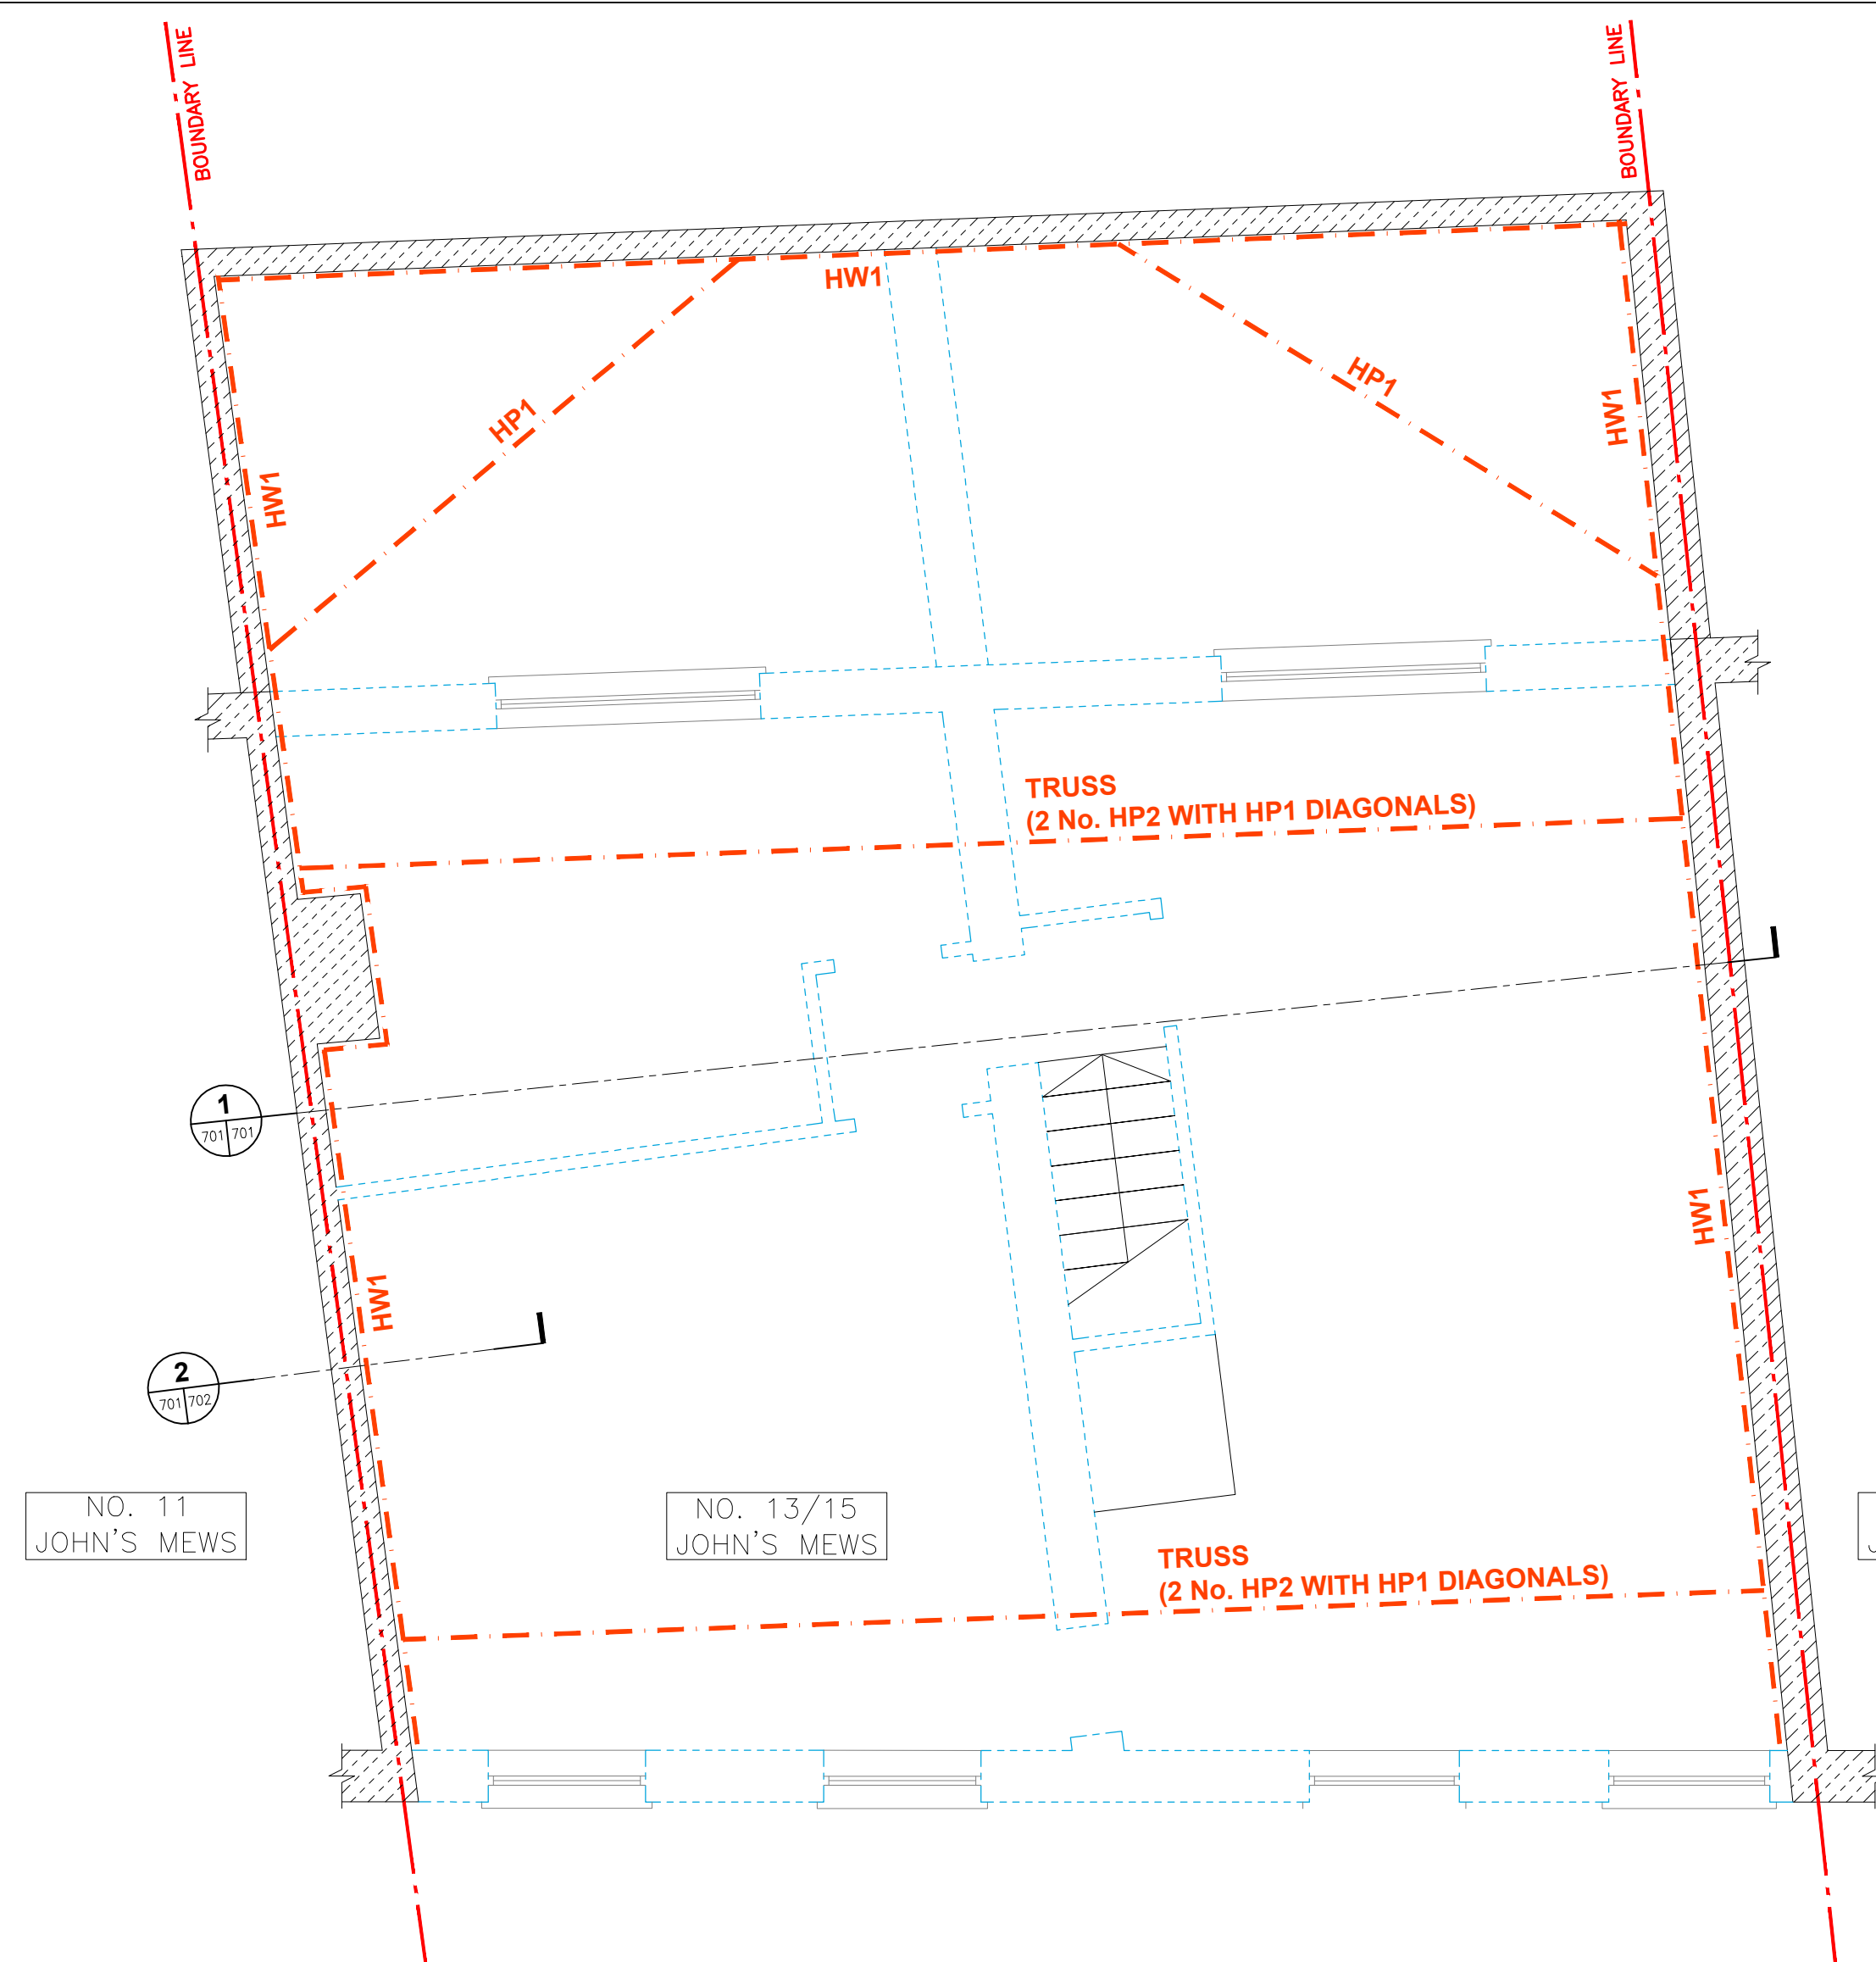 BOUNDARY LINE
BOUNDARY LINE
HW1
HP1
HP1
HW1
HW1
TRUSS
(2 No. HP2 WITH HP1 DIAGONALS)
1
701 701
HW1
HW1
2
701 702
NO. 11
JOHN'S MEWS
NO. 13/15
JOHN'S MEWS
TRUSS
(2 No. HP2 WITH HP1 DIAGONALS)